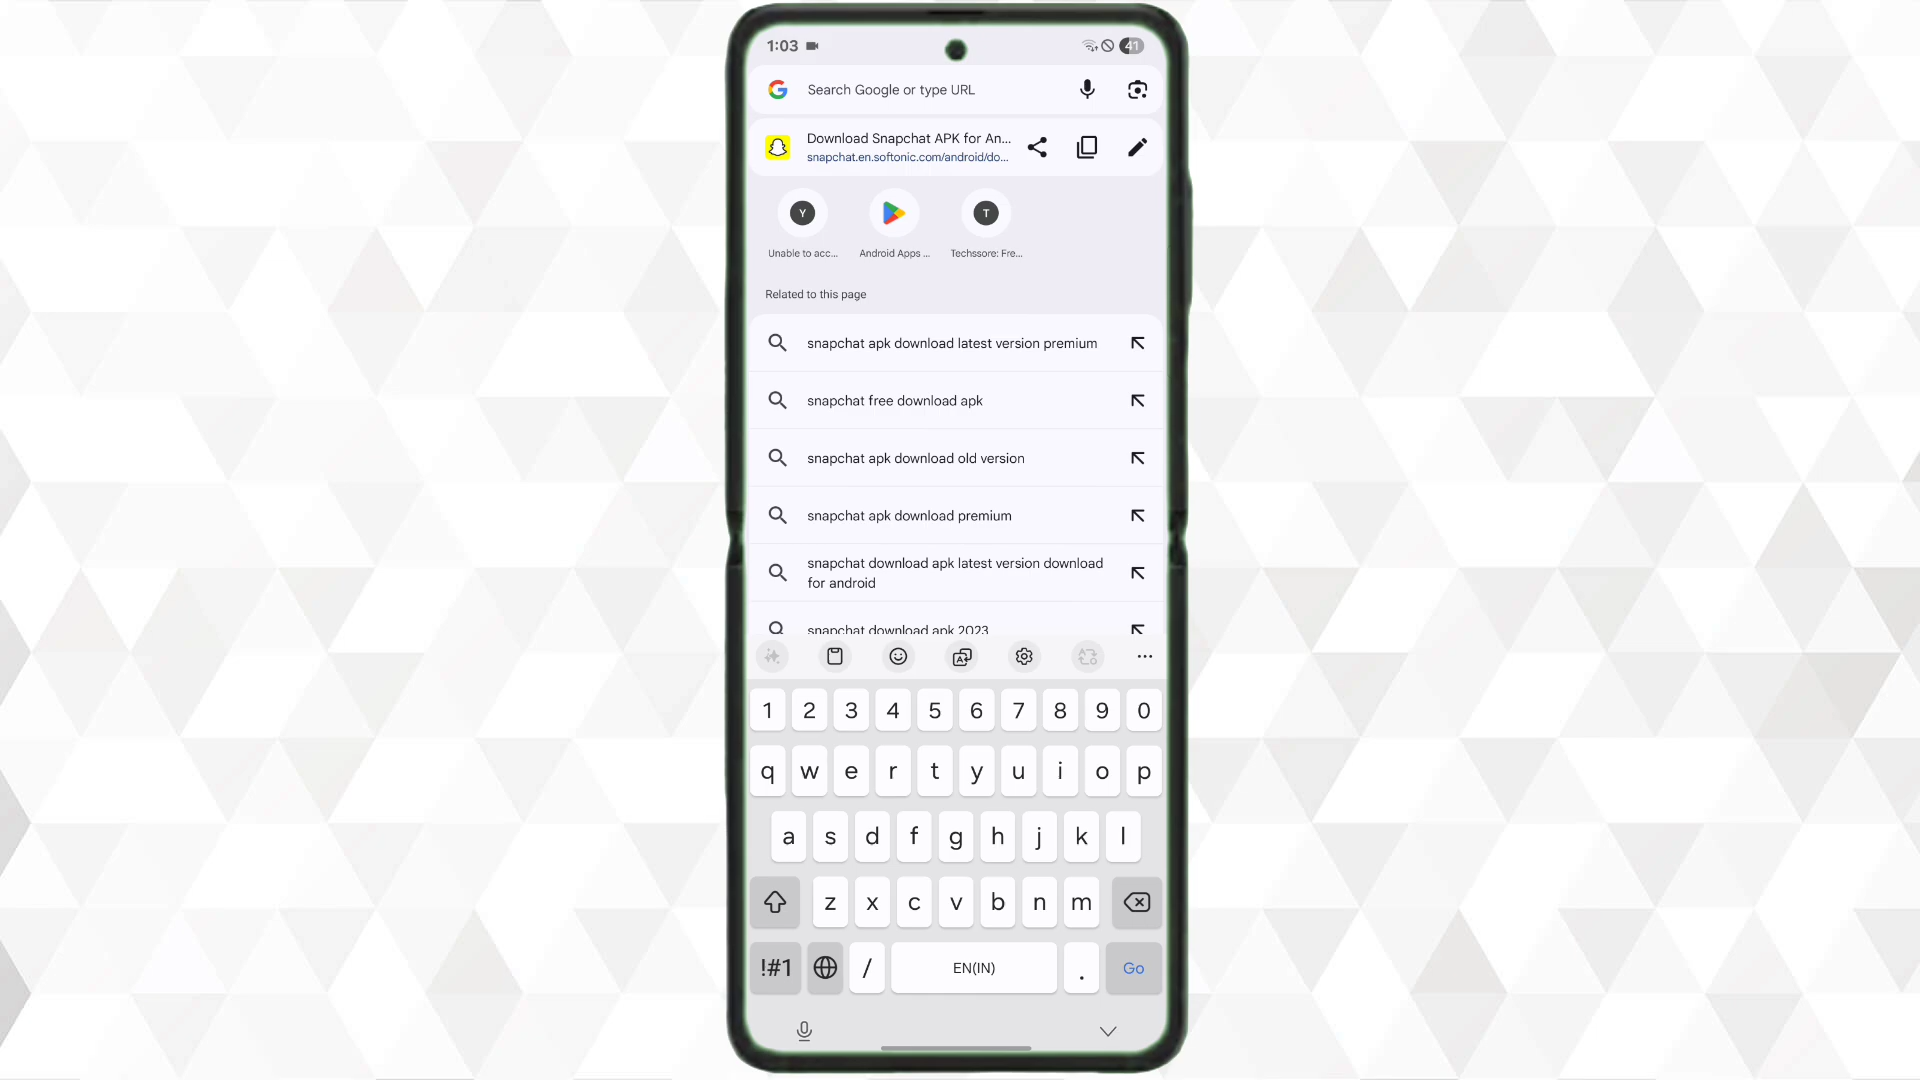 1:03
41
Search Google or type URL
Download Snapchat APK for An...
snapchat.en.softonic.com/android/do...
Y
T
Unable to acc...
Android Apps ...
Techssore: Fre...
Related to this page
snapchat apk download latest version premium
snapchat free download apk
snapchat apk download old version
snapchat apk download premium
snapchat download apk latest version download
for android
snapchat download apk 2023
1 2 3 4 5 6 7 8 9 0
q w e r t y u i o p
a s d f g h j k l
z x c v b n m
!#1 / EN(IN) . Go